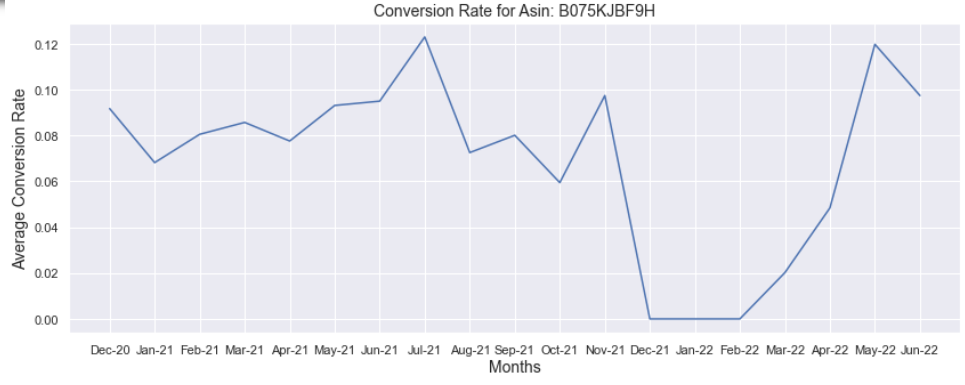 Conversion Rate for Asin: B075KJBF9H
0.12
0.10
0.08
0.06
0.04
0.02
0.00
Average Conversion Rate
Dec-20 Jan-21 Feb-21 Mar-21 Apr-21 May-21 Jun-21 Jul-21 Aug-21 Sep-21 Oct-21 Nov-21 Dec-21 Jan-22 Feb-22 Mar-22 Apr-22 May-22 Jun-22
Months